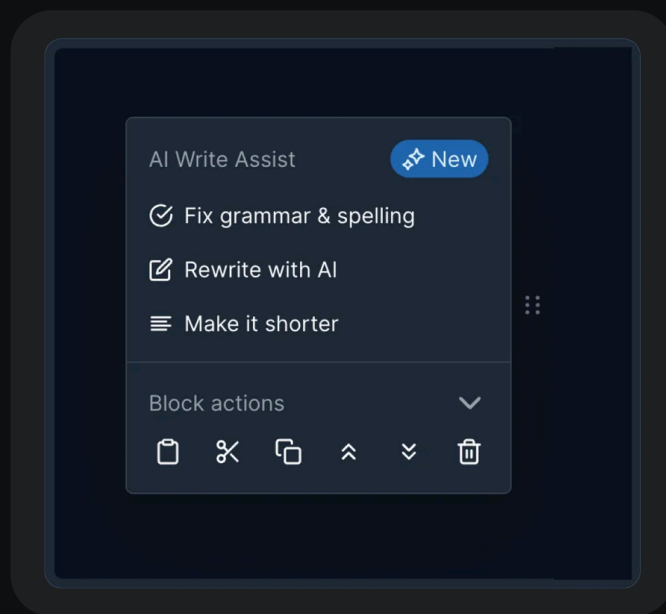 AI Write Assist
New
Fix grammar & spelling
Rewrite with AI
Make it shorter
Block actions